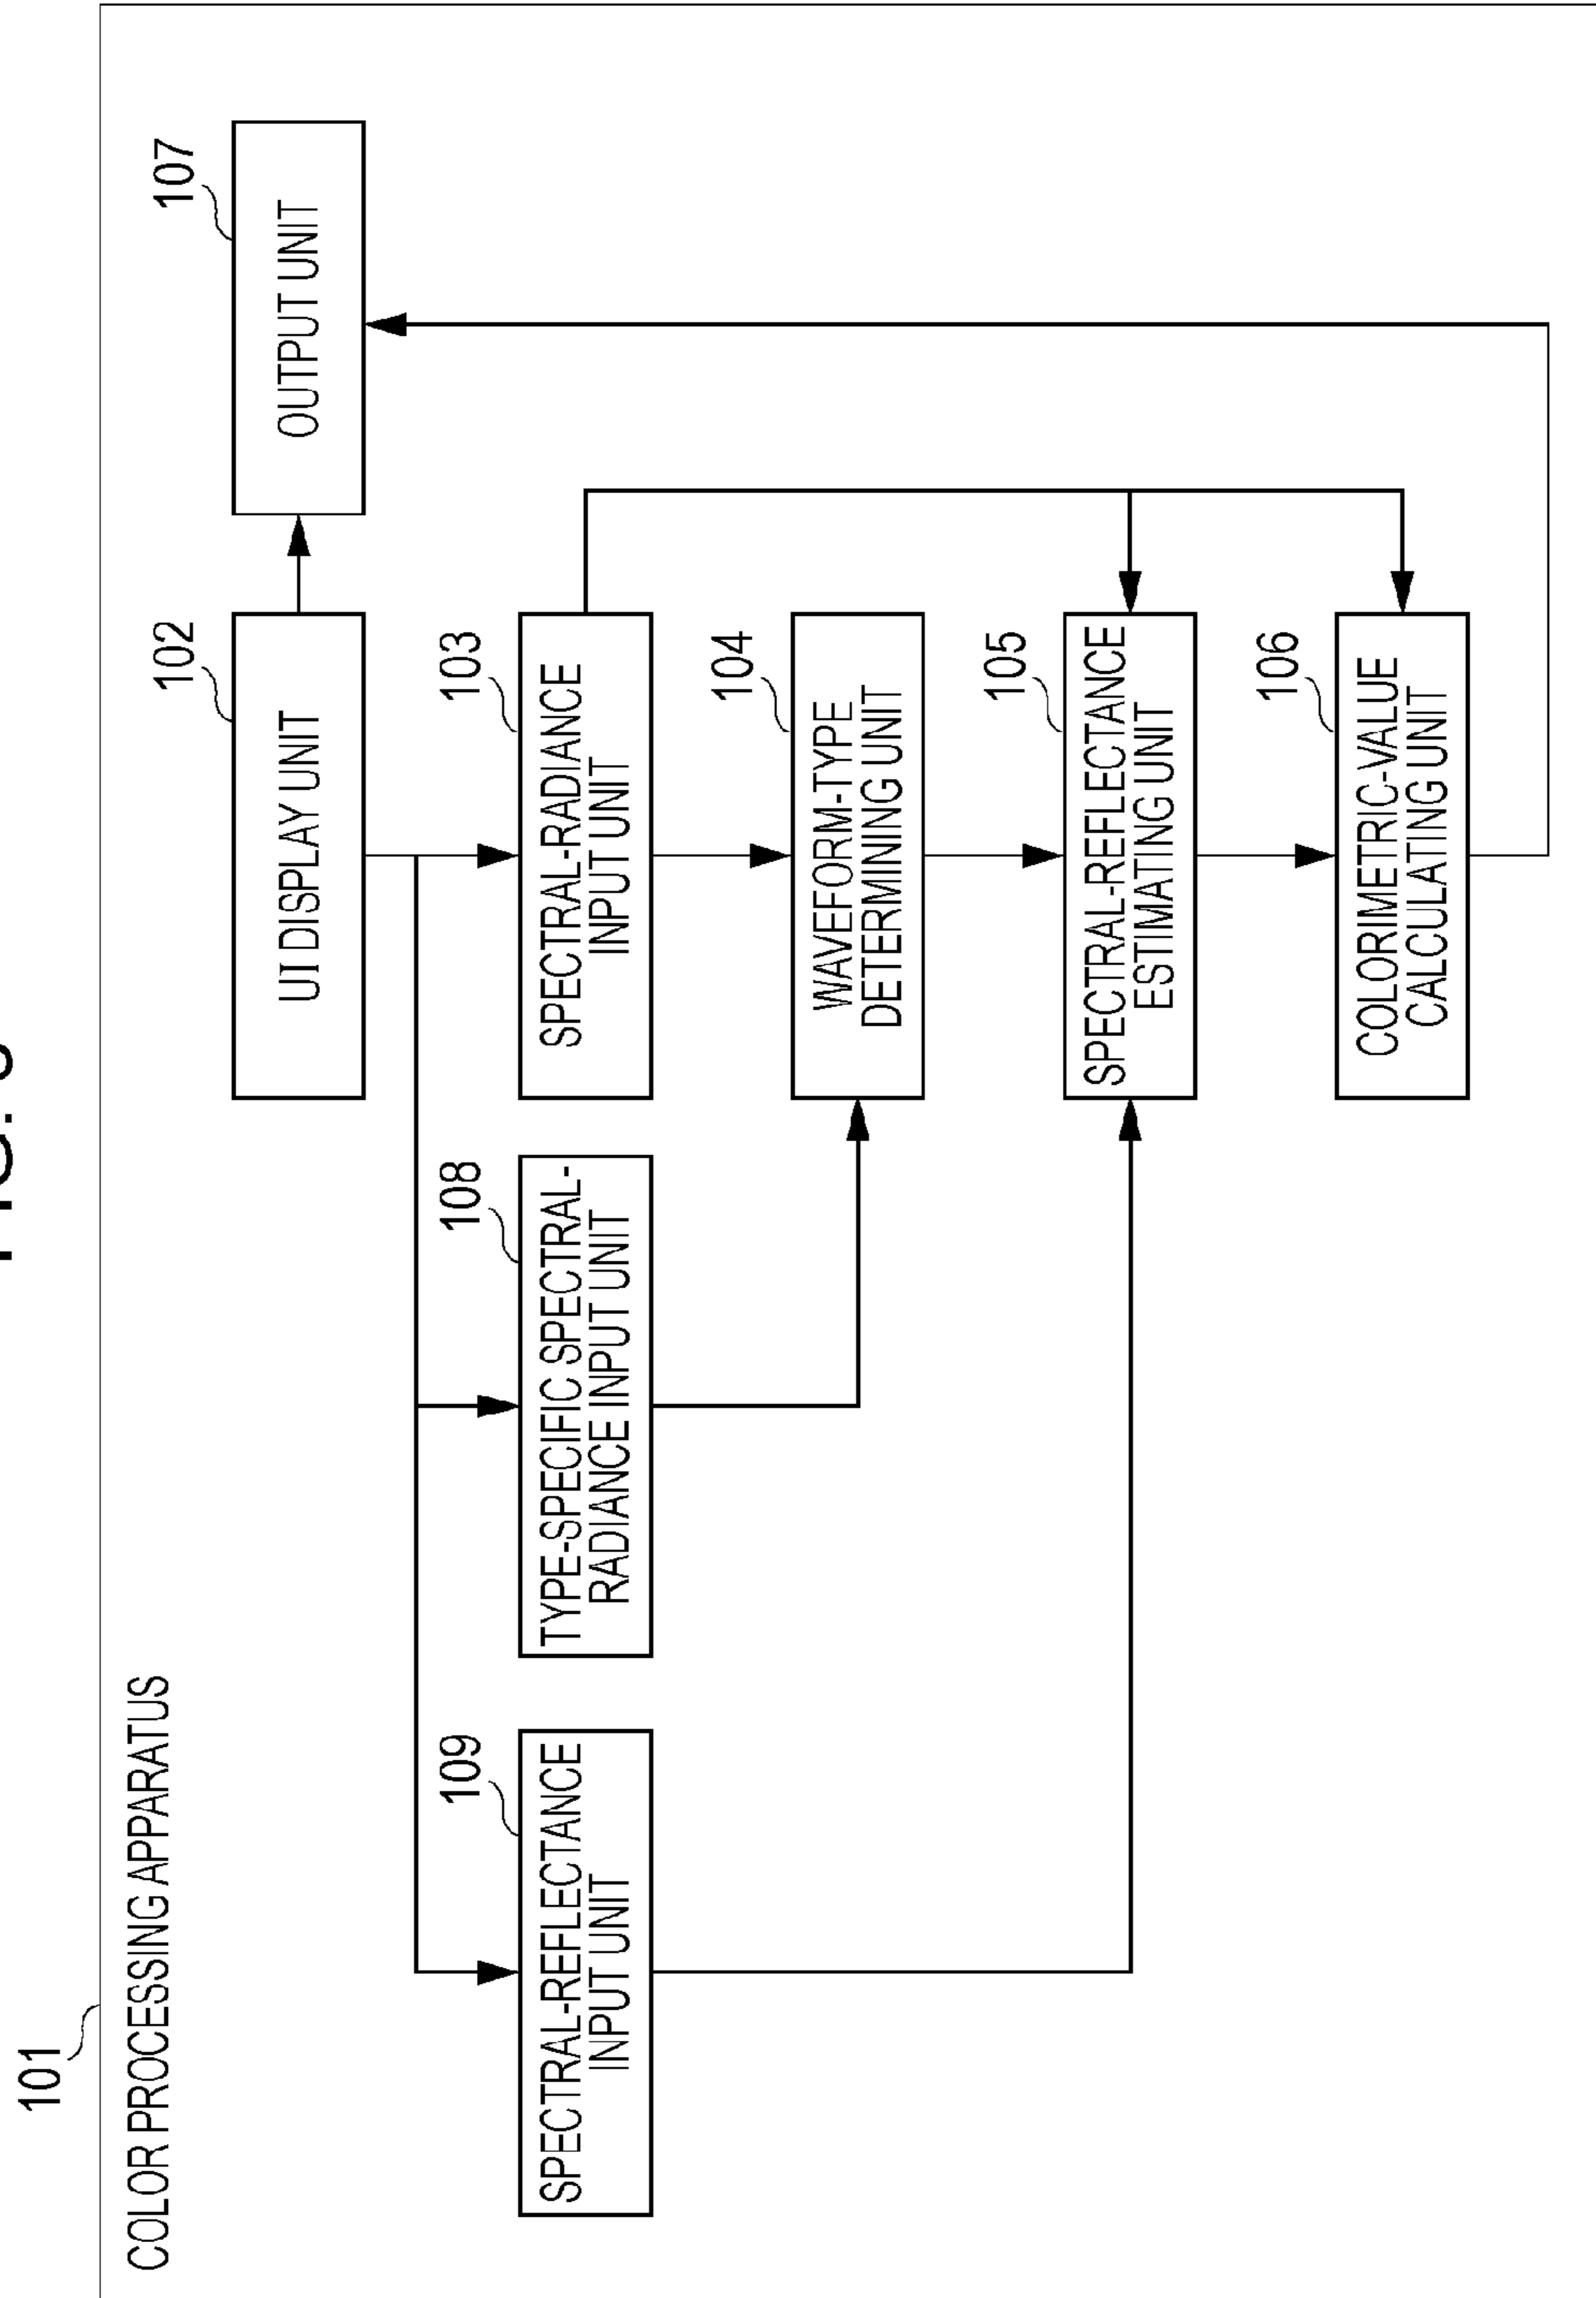 101
COLOR PROCESSING APPARATUS
102
UI DISPLAY UNIT
107
OUTPUT UNIT
109
SPECTRAL-REFLECTANCE
INPUT UNIT
108
TYPE-SPECIFIC SPECTRAL-
RADIANCE INPUT UNIT
103
SPECTRAL-RADIANCE
INPUT UNIT
104
WAVEFORM-TYPE
DETERMINING UNIT
105
SPECTRAL-REFLECTANCE
ESTIMATING UNIT
106
COLORIMETRIC-VALUE
CALCULATING UNIT